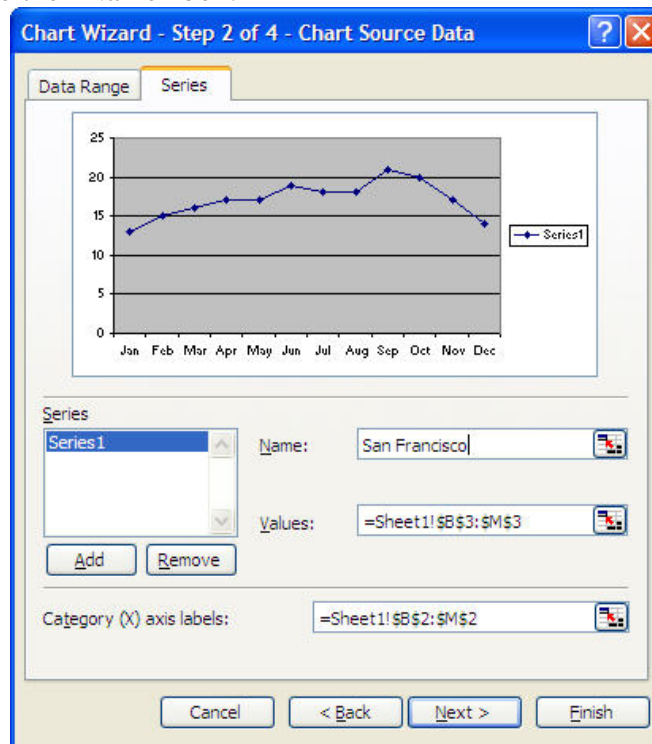 Chart Wizard - Step 2 of 4 - Chart Source Data
Data Range Series
25
20
15
10
5
0
Jan Feb Mar Apr May Jun Jul Aug Sep Oct Nov Dec
Series1
Series
Series1
Name: San Francisco
Values: =Sheet1!$B$3:$M$3
Add Remove
Category (X) axis labels: =Sheet1!$B$2:$M$2
Cancel < Back Next > Finish